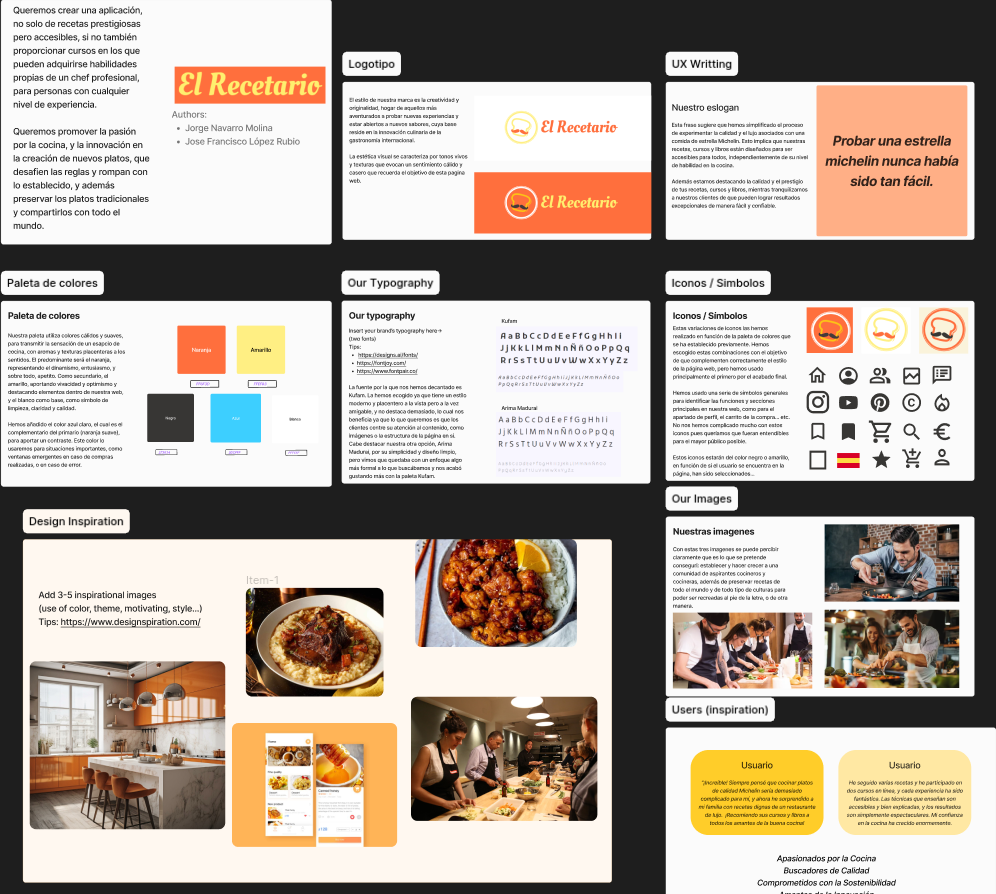 Queremos crear una aplicación,
no solo de recetas prestigiosas
pero accesibles, si no también
proporcionar cursos en los que
pueden adquirirse habilidades
propias de un chef profesional,
para personas con cualquier
nivel de experiencia.
Queremos promover la pasión
por la cocina, y la innovación en
la creación de nuevos platos, que
desafien las reglas y rompan con
lo establecido, y además
preservar los platos tradicionales
y compartirlos con todo el
mundo.
El Recetario
Authors:
• Jorge Navarro Molina
• Jose Francisco López Rubio
Logotipo
El estilo de nuestra marca es la creatividad y
originalidad, hogar de aquellos más
aventurados a probar nuevas experiencias y
estar abiertos a nuevos sabores, cuya base
reside en la innovación culinaria de la
gastronomía internacional.
La estética visual se caracteriza por tonos vivos
y texturas que evocan un sentimiento cálido y
casero que recuerda el objetivo de esta pagina
web.
El Recetario
El Recetario
UX Writting
Nuestro eslogan
Esta frase sugiere que hemos simplificado el proceso
de experimentar la calidad y el lujo asociados con una
comida de estrella Michelin. Esto implica que nuestras
recetas, cursos y libros están diseñados para ser
accesibles para todos, independientemente de su nivel
de habilidad en la cocina.
Además estamos destacando la calidad y el prestigio
de tus recetas, cursos y libros, mientras tranquilizamos
a nuestros clientes de que pueden lograr resultados
excepcionales de manera fácil y confiable.
Probar una estrella
michelin nunca había
sido tan fácil.
Paleta de colores
Paleta de colores
Nuestra paleta utiliza colores cálidos y suaves,
para transmitir la sensación de un esapcio de
cocina, con aromas y texturas placenteras a los
sentidos. El predominante será el naranja,
representando el dinamismo, entusiasmo, y
sobre todo, apetito. Como secundario, el
amarillo, aportando vivacidad y optimismo y
destacando elementos dentro de nuestra web,
y el blanco como base, como símbolo de
limpieza, claridad y calidad.
Hemos añadido el color azul claro, el cual es el
complementario del primario (naranja suave),
para aportar un contraste. Este color lo
usaremos para situaciones importantes, como
ventanas emergentes en caso de compras
realizadas, o en caso de error.
Naranja
Amarillo
Negro
Azul
Blanco
Our Typography
Our typography
Insert your brand's typography here→
(two fonts)
Tips:
• https://designs.ai/fonts/
• https://fontjoy.com/
• https://www.fontpair.co/
La fuente por la que nos hemos decantado es
Kufam. La hemos ecogido ya que tiene un estilo
moderno y placentero a la vista pero a la vez
amigable, y no destaca demasiado, lo cual nos
beneficia ya que lo que queremos es que los
clientes centre su atención al contenido, como
imágenes o la estructura de la página en si.
Cabe destacar nuestra otra opción, Arima
Madurai, por su simplicidad y diseño limpio,
pero vimos que quedaba con un enfoque algo
más formal a lo que buscábamos y nos acabó
gustando más con la paleta Kufam.
Kufam
A a B b C c D d E e F f G g H h I i
J j K k L l M m N n Ñ ñ O o P p Q q
R r S s T t U u V v W w X x Y y Z z
Arima Madurai
A a B b C c D d E e F f G g H h I i
J j K k L l M m N n Ñ ñ O o P p Q q
R r S s T t U u V v W w X x Y y Z z
Iconos / Simbolos
Iconos / Símbolos
Estas variaciones de iconos las hemos
realizado en función de la paleta de colores que
se ha establecido previamente. Hemos
escogido estas combinaciones con el objetivo
de que complementen correctamente el estilo
de la página web, pero hemos usado
principalmente el primero por el acabado final.
Hemos usado una serie de símbolos generales
para identificar las funciones y secciones
principales en nuestra web, como para el
apartado de perfil, el carrito de la compra... etc.
No nos hemos complicado mucho con estos
iconos pues queríamos que fueran entendibles
para el mayor público posible.
Estos iconos estarán del color negro o amarillo,
en función de si el usuario se encuentra en la
página, han sido seleccionados...
Our Images
Nuestras imagenes
Con estas tres imagenes se puede percibir
claramente que es lo que se pretende
conseguir: establecer y hacer crecer a una
comunidad de aspirantes cocineros y
cocineras, además de preservar recetas de
todo el mundo y de todo tipo de culturas para
poder ser recreadas al pie de la letra, o de otra
manera.
Design Inspiration
Add 3-5 inspirational images
(use of color, theme, motivating, style...)
Tips: https://www.designspiration.com/
Item-1
Users (inspiration)
Usuario
"¡Increíble! Siempre pensé que cocinar platos
de calidad Michelin sería demasiado
complicado para mí, y ahora he sorprendido a
mi familia con recetas dignas de un restaurante
de lujo. ¡Recomiendo sus cursos y libros a
todos los amantes de la buena cocina!
Usuario
He seguido varias recetas y he participado en
dos cursos en línea, y cada experiencia ha sido
fantástica. Las técnicas que enseñan son
accesibles y bien explicadas, y los resultados
son simplemente espectaculares. Mi confianza
en la cocina ha crecido enormemente.
Apasionados por la Cocina
Buscadores de Calidad
Comprometidos con la Sostenibilidad